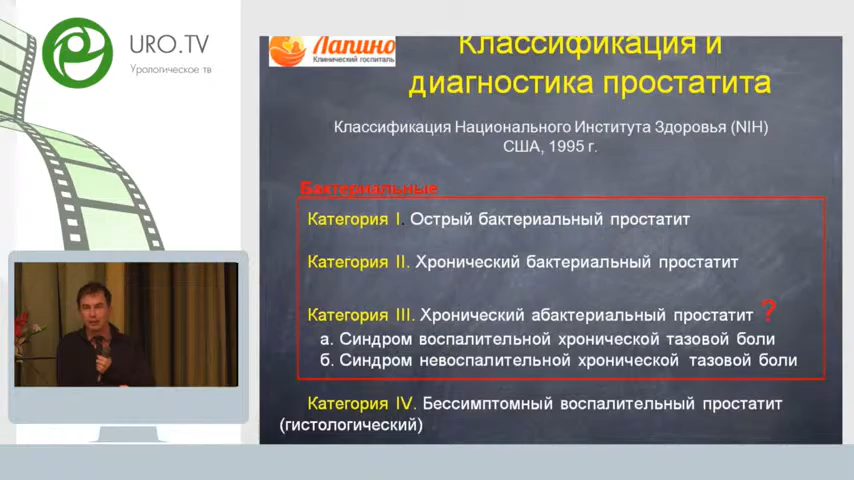 URO.TV
Урологическое тв
Лапино
Клинический госпиталь
Классификация и
диагностика простатита
Классификация Национального Института Здоровья (NIH)
США, 1995 г.
Бактериальные
Категория I. Острый бактериальный простатит
Категория II. Хронический бактериальный простатит
Категория III. Хронический абактериальный простатит ?
а. Синдром воспалительной хронической тазовой боли
б. Синдром невоспалительной хронической тазовой боли
Категория IV. Бессимптомный воспалительный простатит
(гистологический)